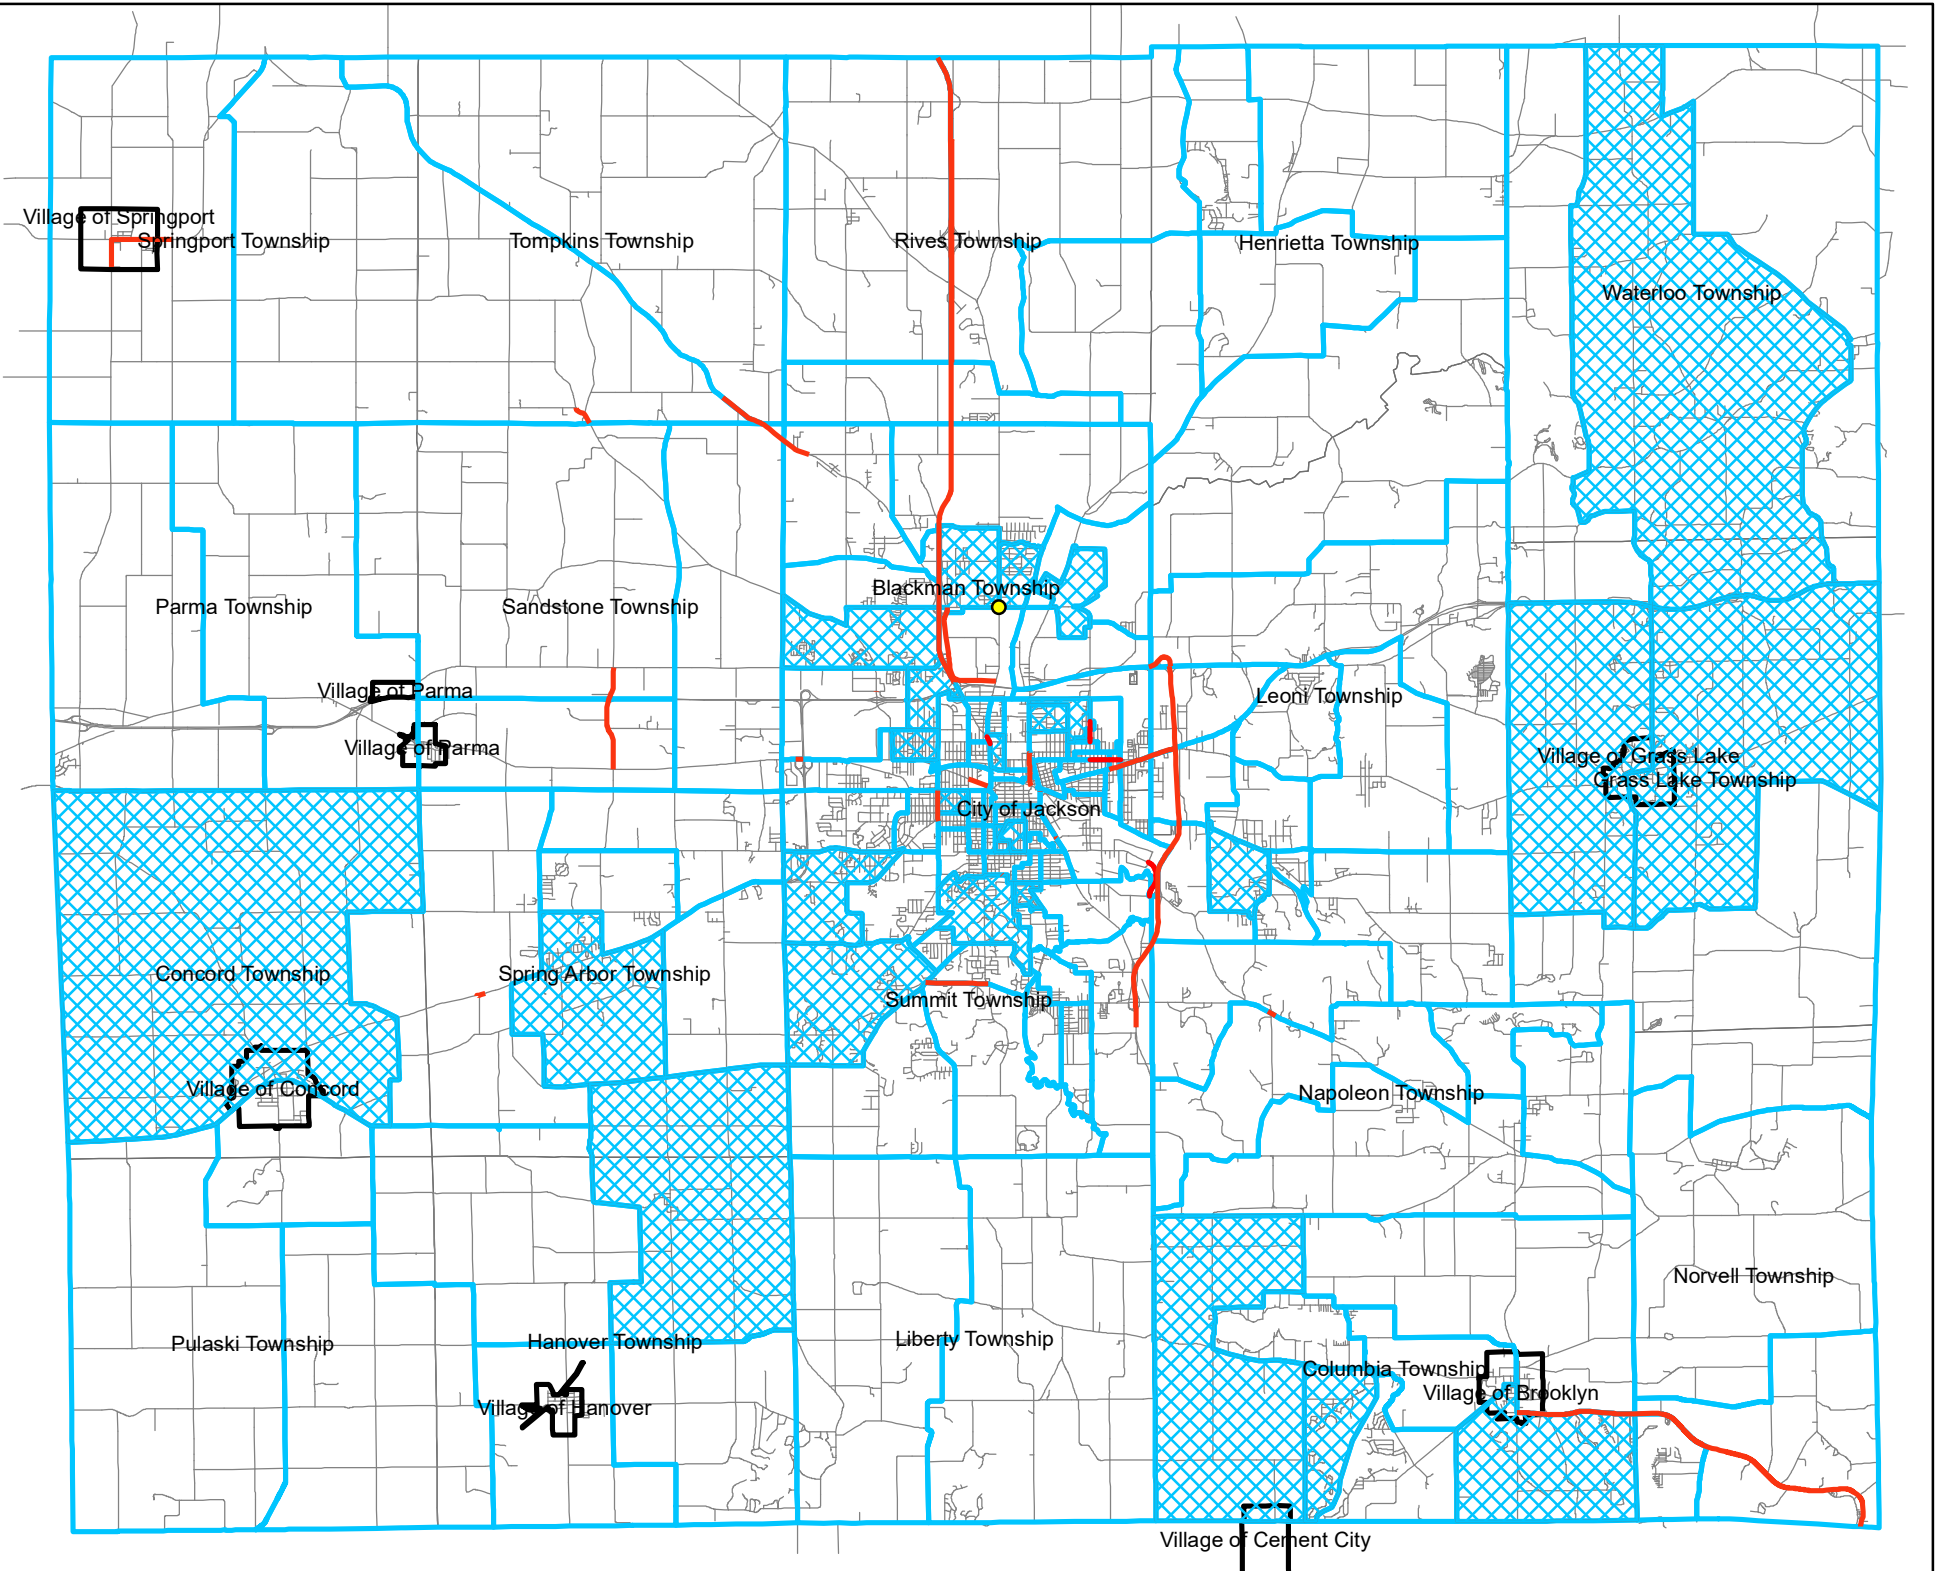 Village of Springport
Springport Township
Tompkins Township
Rives Township
Henrietta Township
Waterloo Township
Blackman Township
Parma Township
Sandstone Township
Village of Parma
Leoni Township
Village of Parma
Village of Grass Lake
Grass Lake Township
City of Jackson
Concord Township
Spring Arbor Township
Summit Township
Village of Concord
Napoleon Township
Norvell Township
Pulaski Township
Hanover Township
Liberty Township
Columbia Township
Village of Brooklyn
Village of Hanover
Village of Cement City